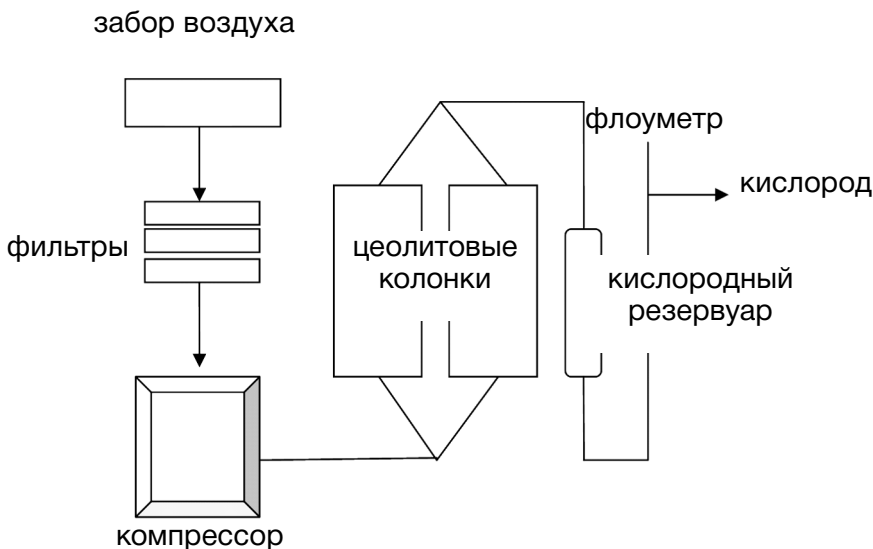 забор воздуха
флоуметр
кислород
фильтры
цеолитовые
колонки
кислородный
резервуар
компрессор